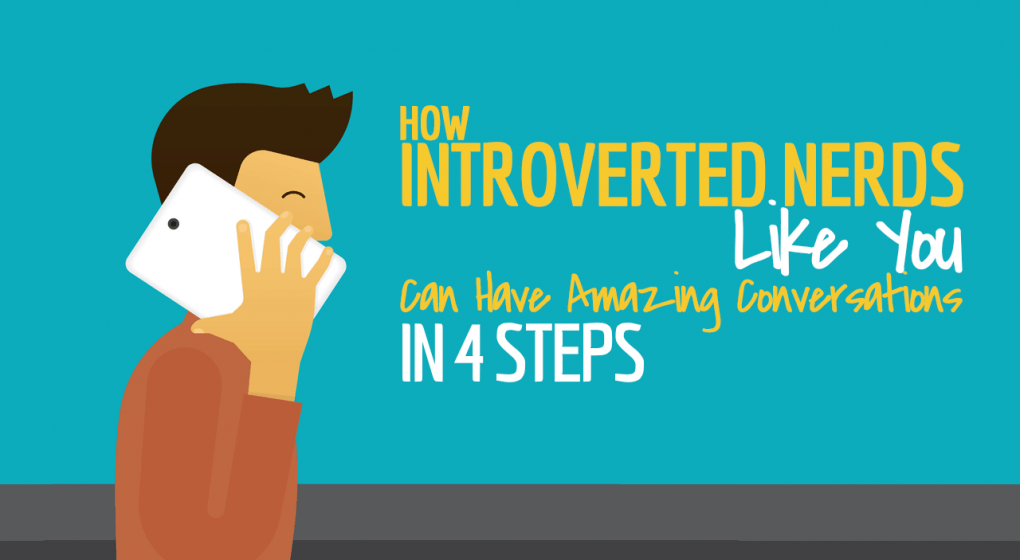 HOW
INTROVERTED NERDS
Like You
Can Have Amazing Conversations
IN 4 STEPS